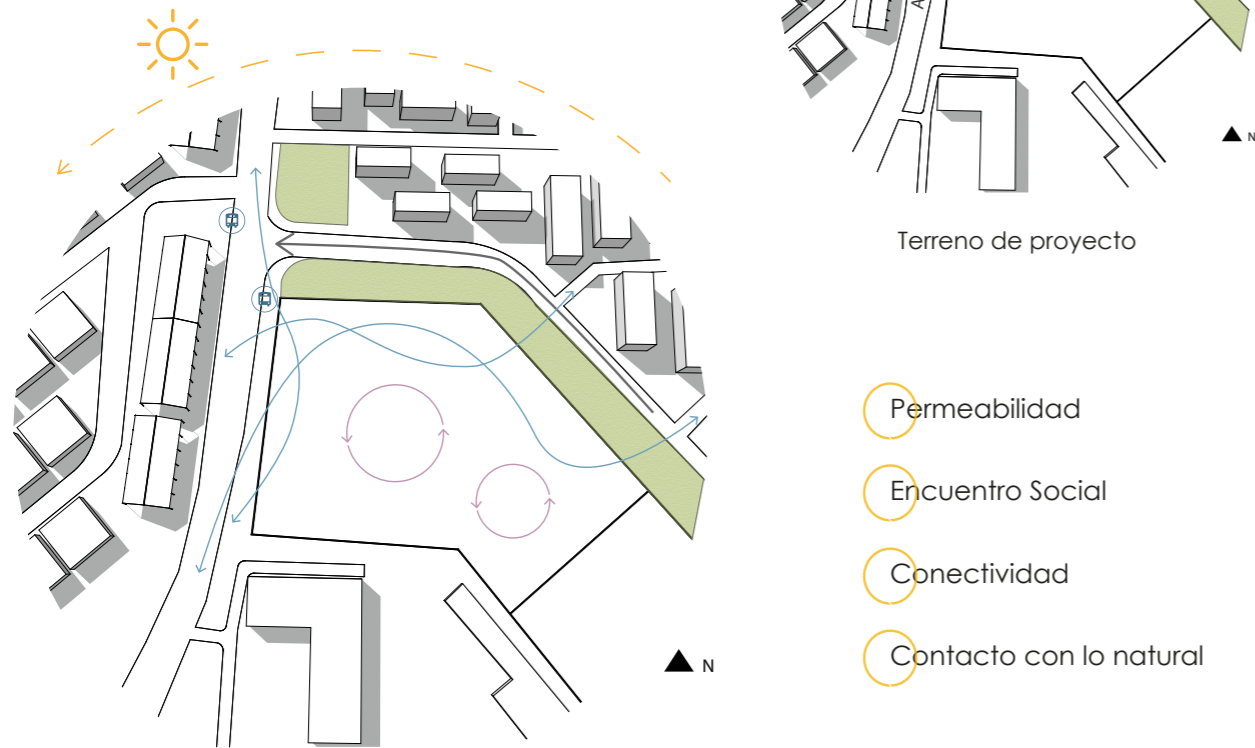 A
N
Terreno de proyecto
Permeabilidad
Encuentro Social
Conectividad
Contacto con lo natural
N